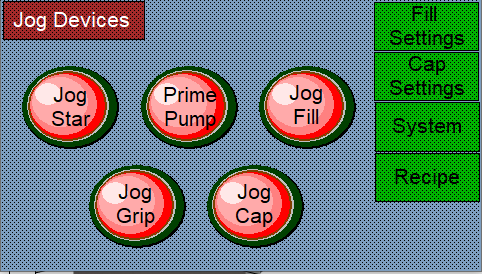 Jog Devices
Fill
Settings
Cap
Settings
System
Recipe
Jog
Star
Prime
Pump
Jog
Fill
Jog
Grip
Jog
Cap